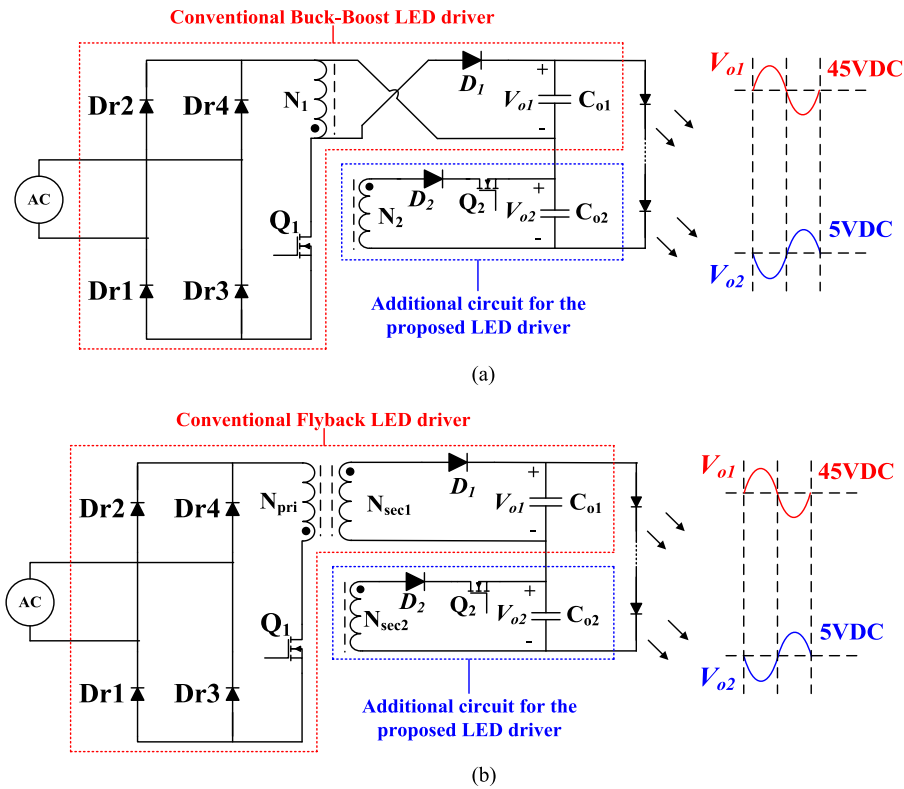 Conventional Buck-Boost LED driver
Dr2
Dr4
N1
D1
Vo1
+
-
Co1
Vo1
45VDC
AC
Q1
N2
D2
Q2
Vo2
+
-
Co2
5VDC
Vo2
Dr1
Dr3
Additional circuit for the
proposed LED driver
(a)
Conventional Flyback LED driver
Dr2
Dr4
Npri
Nsec1
D1
Vo1
+
-
Co1
Vo1
45VDC
AC
Q1
Nsec2
D2
Q2
Vo2
+
-
Co2
5VDC
Vo2
Dr1
Dr3
Additional circuit for the
proposed LED driver
(b)